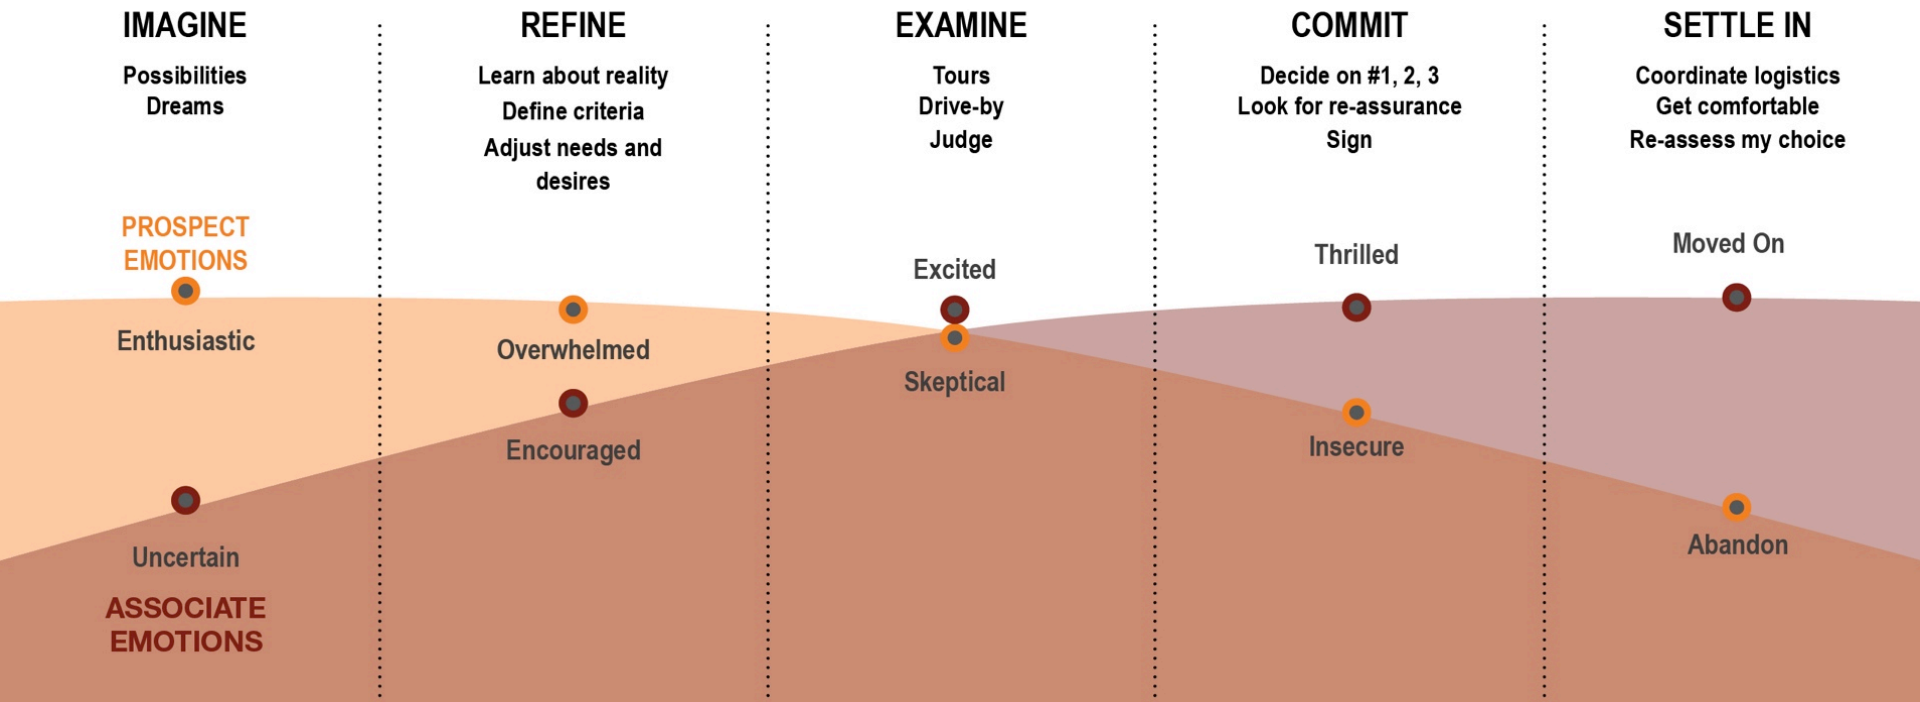 IMAGINE
Possibilities
Dreams
PROSPECT
EMOTIONS
Enthusiastic
Uncertain
ASSOCIATE
EMOTIONS
REFINE
Learn about reality
Define criteria
Adjust needs and
desires
Overwhelmed
Encouraged
EXAMINE
Tours
Drive-by
Judge
Excited
Skeptical
COMMIT
Decide on #1, 2, 3
Look for re-assurance
Sign
Thrilled
Insecure
SETTLE IN
Coordinate logistics
Get comfortable
Re-assess my choice
Moved On
Abandon